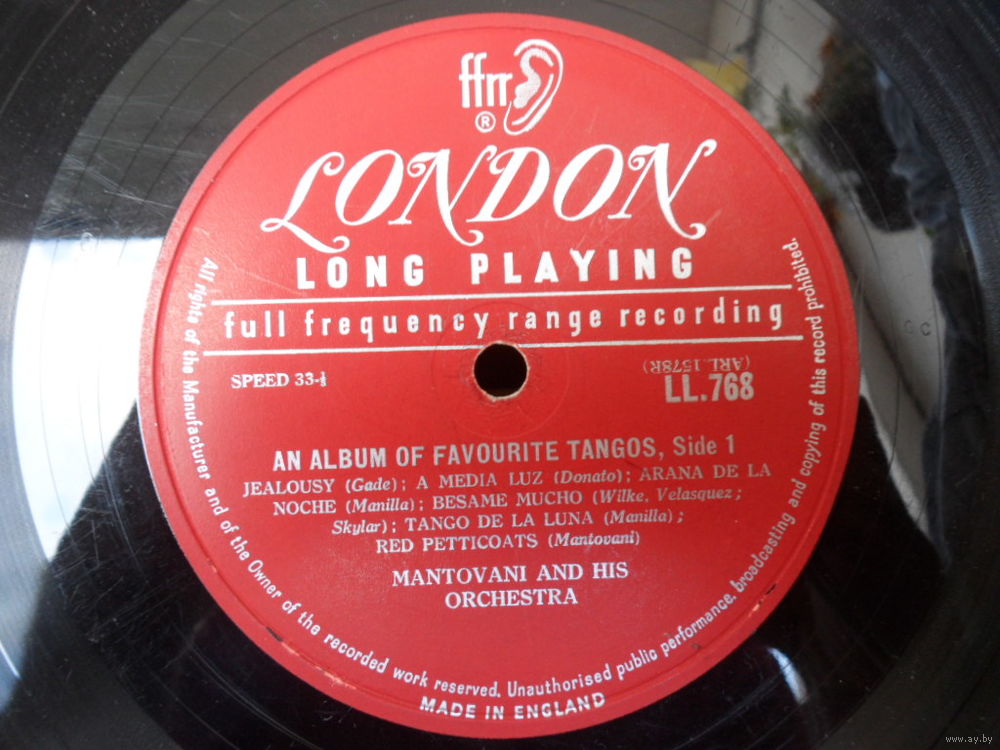 ffrr
®
LONDON
LONG PLAYING
full frequency range recording
SPEED 33-⅓
(ARL.1578R)
LL.768
AN ALBUM OF FAVOURITE TANGOS, Side 1
JEALOUSY (Gade); A MEDIA LUZ (Donato); ARANA DE LA
NOCHE (Manilla); BESAME MUCHO (Wilke, Velasquez;
Skylar); TANGO DE LA LUNA (Manilla);
RED PETTICOATS (Mantovani)
MANTOVANI AND HIS
ORCHESTRA
All rights of the Manufacturer and of the Owner of the recorded work reserved. Unauthorised public performance, broadcasting and copying of this record prohibited.
MADE IN ENGLAND
www.ay.by